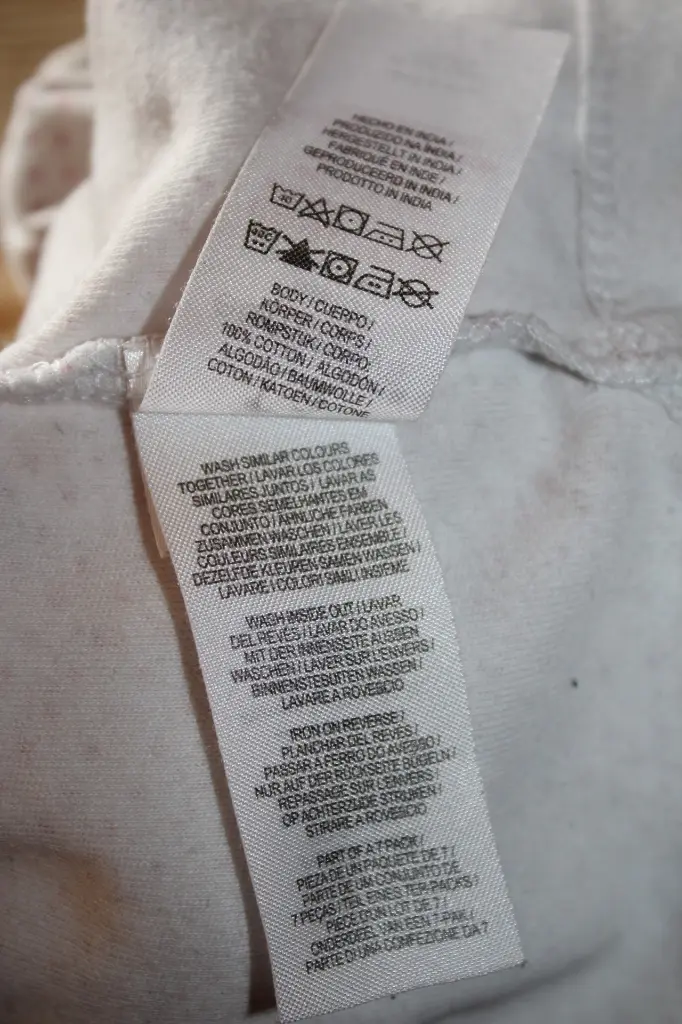 HECHO EN INDIA /
PRODUZIDO NA ÍNDIA /
HERGESTELLT IN INDIA /
FABRIQUÉ EN INDE /
GEPRODUCEERD IN INDIA /
PRODOTTO IN INDIA
40
BODY / CUERPO /
KÖRPER / CORPS /
ROMPSTUK / CORPO.
100% COTTON / ALGODÓN /
ALGODÃO / BAUMWOLLE /
COTON / KATOEN / COTONE
WASH SIMILAR COLOURS
TOGETHER / LAVAR LOS COLORES
SIMILARES JUNTOS / LAVAR AS
CORES SEMELHANTES EM
CONJUNTO / ÄHNLICHE FARBEN
ZUSAMMEN WASCHEN / LAVER LES
COULEURS SIMILAIRES ENSEMBLE /
DEZELFDE KLEUREN SAMEN WASSEN /
LAVARE I COLORI SIMILI INSIEME
WASH INSIDE OUT / LAVAR
DEL REVÉS / LAVAR DO AVESSO /
MIT DER INNENSEITE AUSSEN
WASCHEN / LAVER SUR L'ENVERS /
BINNENSTEBUITEN WASSEN /
LAVARE A ROVESCIO
IRON ON REVERSE /
PLANCHAR DEL REVÉS /
PASSAR A FERRO DO AVESSO /
NUR AUF DER RÜCKSEITE BÜGELN /
REPASSAGE SUR L'ENVERS /
OP ACHTERZIJDE STRIJKEN /
STIRARE A ROVESCIO
PART OF A 7 PACK /
PIEZA DE UN PAQUETE DE 7 /
PARTE DE UM CONJUNTO DE
7 PEÇAS / TEIL EINES 7ER-PACKS /
PIÈCE D'UN LOT DE 7 /
ONDERDEEL VAN EEN 7-PAK /
PARTE DI UNA CONFEZIONE DA 7